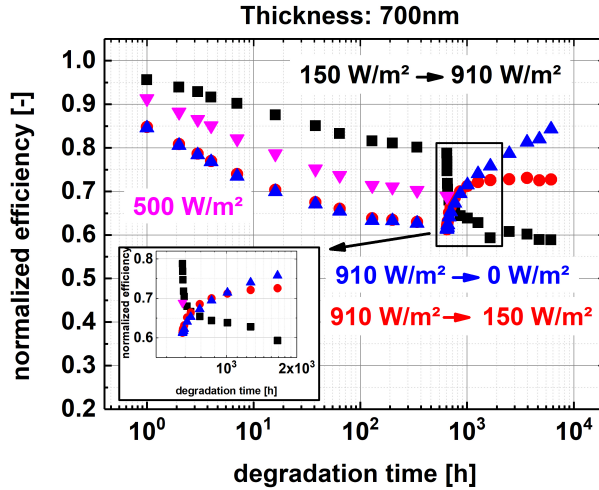 Thickness: 700nm
normalized efficiency [-]
1.0
0.9
0.8
0.7
0.6
0.5
0.4
0.3
0.2
150 W/m² → 910 W/m²
500 W/m²
910 W/m² → 0 W/m²
910 W/m² → 150 W/m²
normalized efficiency
0.8
0.7
0.6
10³ 2x10³
degradation time [h]
10⁰ 10¹ 10² 10³ 10⁴
degradation time [h]